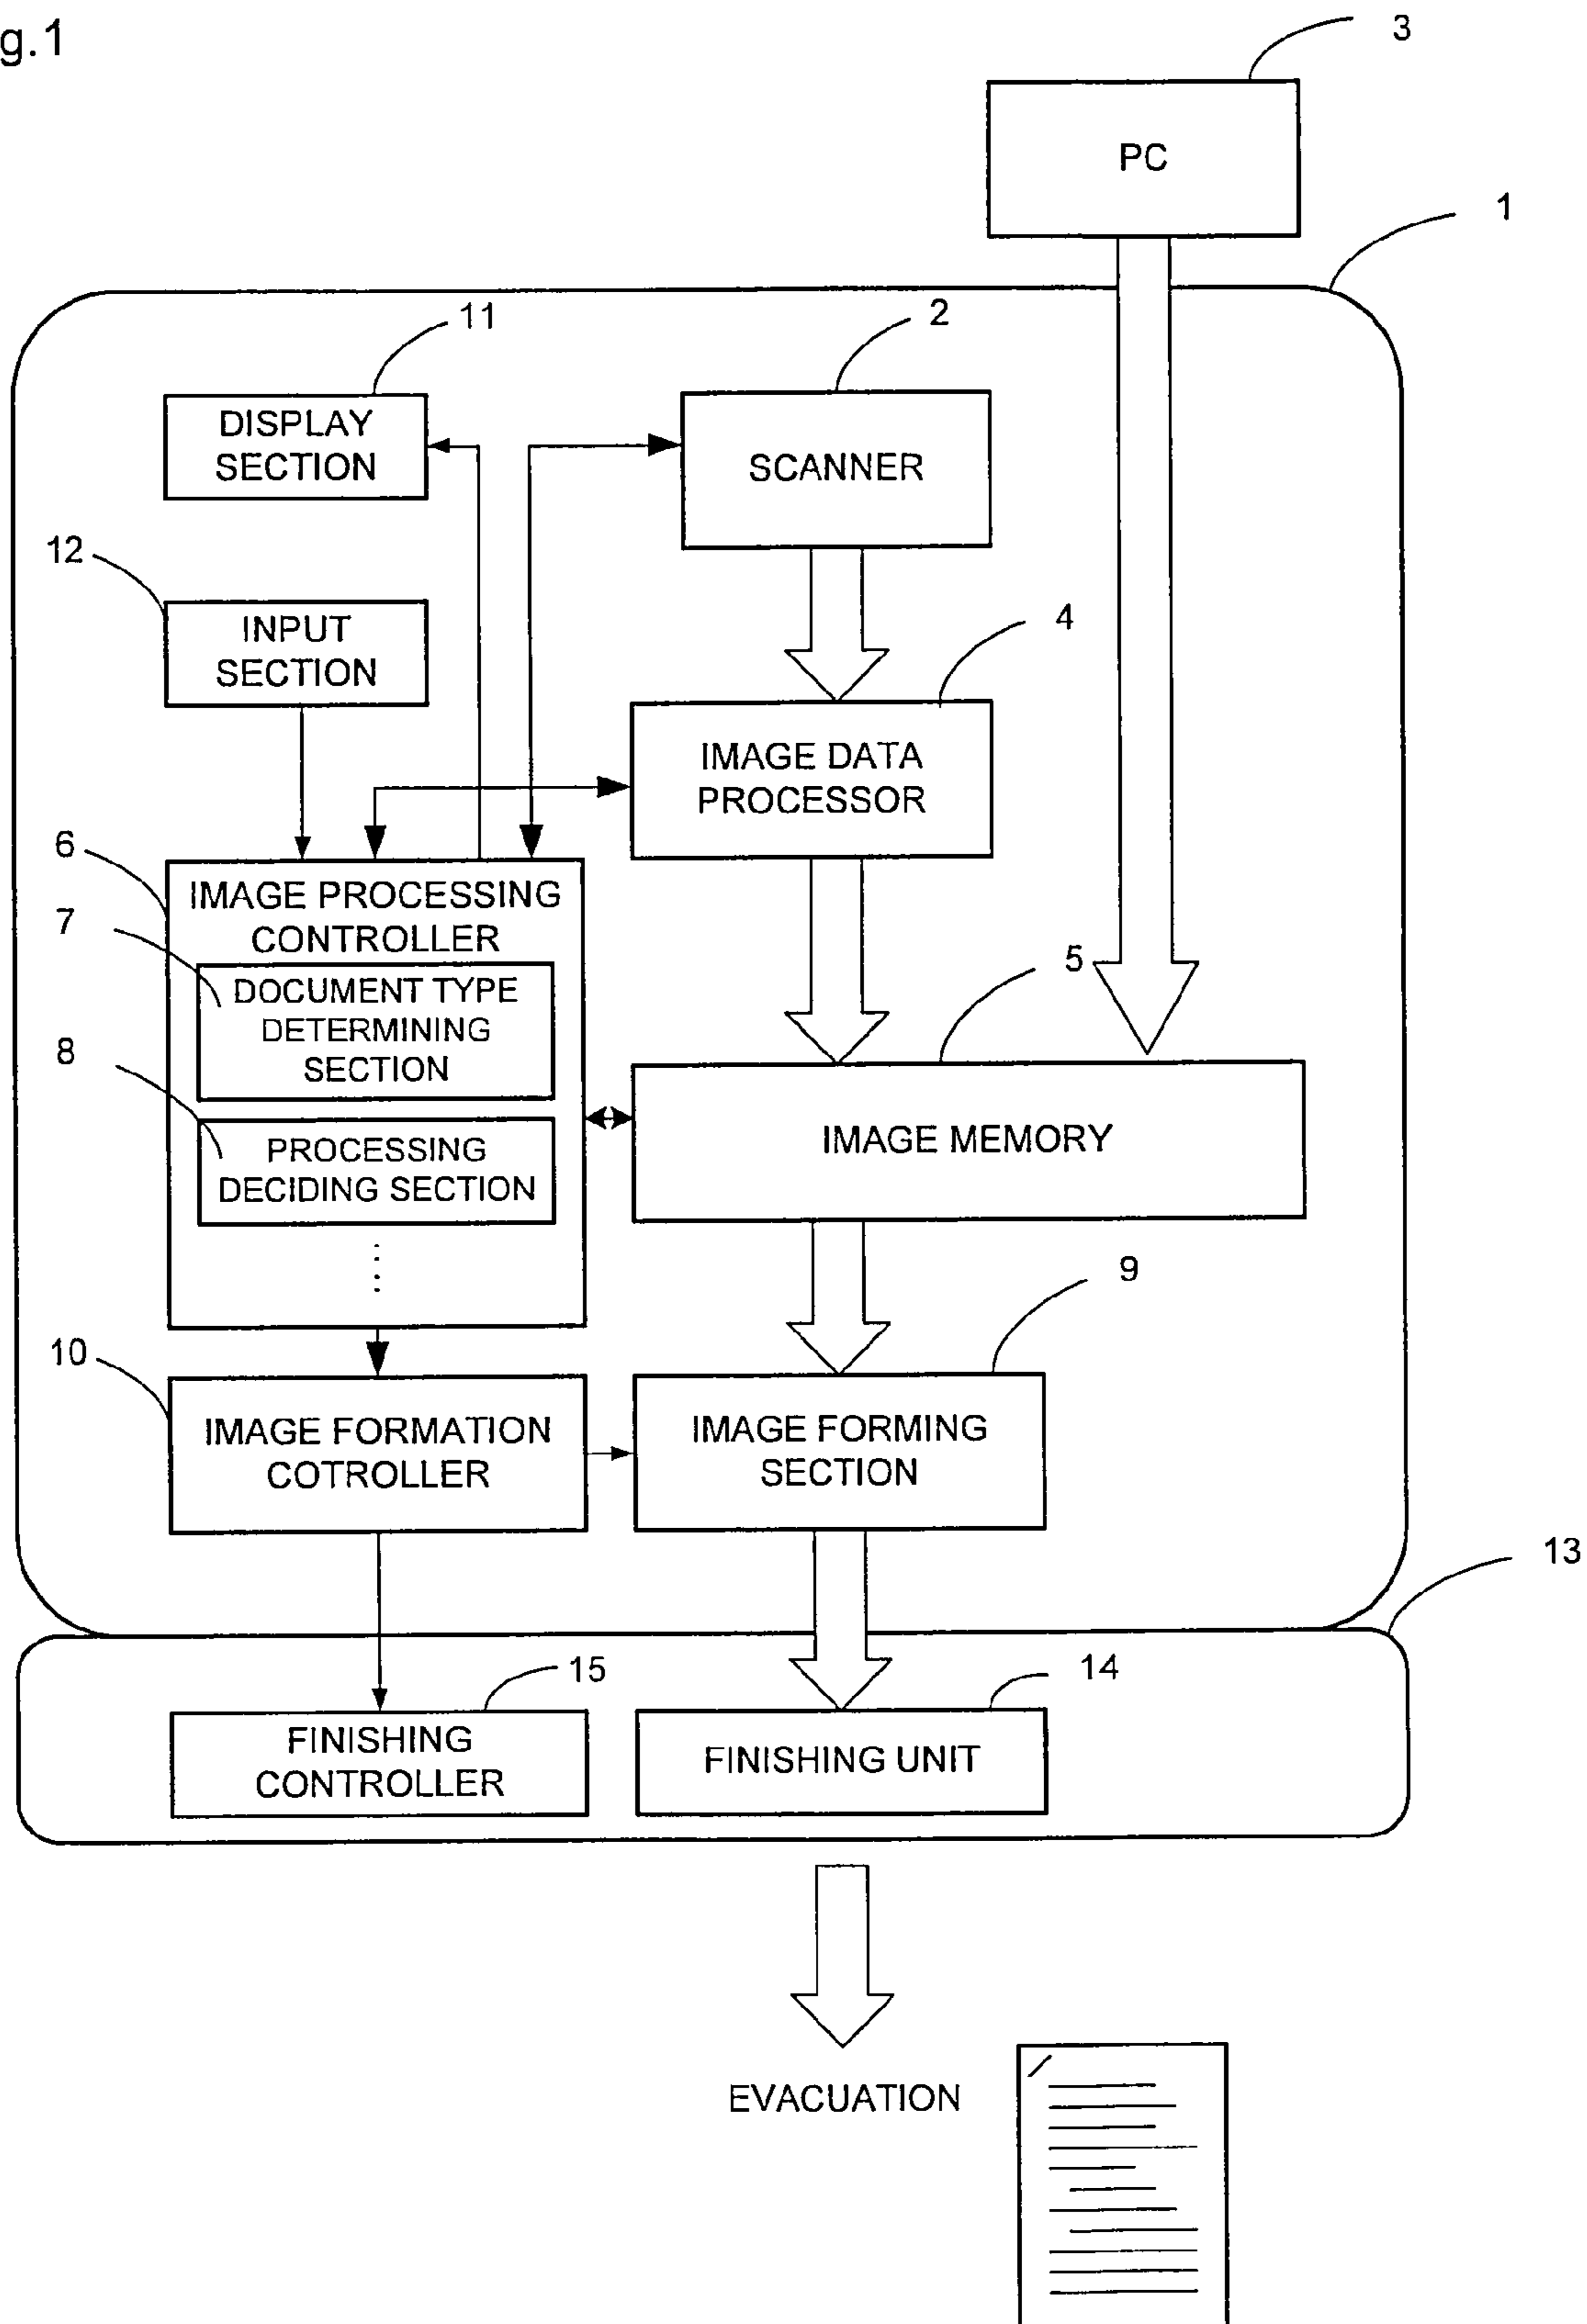 g.1
3
PC
1
11
2
DISPLAY
SECTION
SCANNER
12
INPUT
SECTION
4
IMAGE DATA
PROCESSOR
6
IMAGE PROCESSING
CONTROLLER
7
DOCUMENT TYPE
DETERMINING
SECTION
5
8
PROCESSING
DECIDING SECTION
IMAGE MEMORY
9
10
IMAGE FORMATION
COTROLLER
IMAGE FORMING
SECTION
13
15
14
FINISHING
CONTROLLER
FINISHING UNIT
EVACUATION